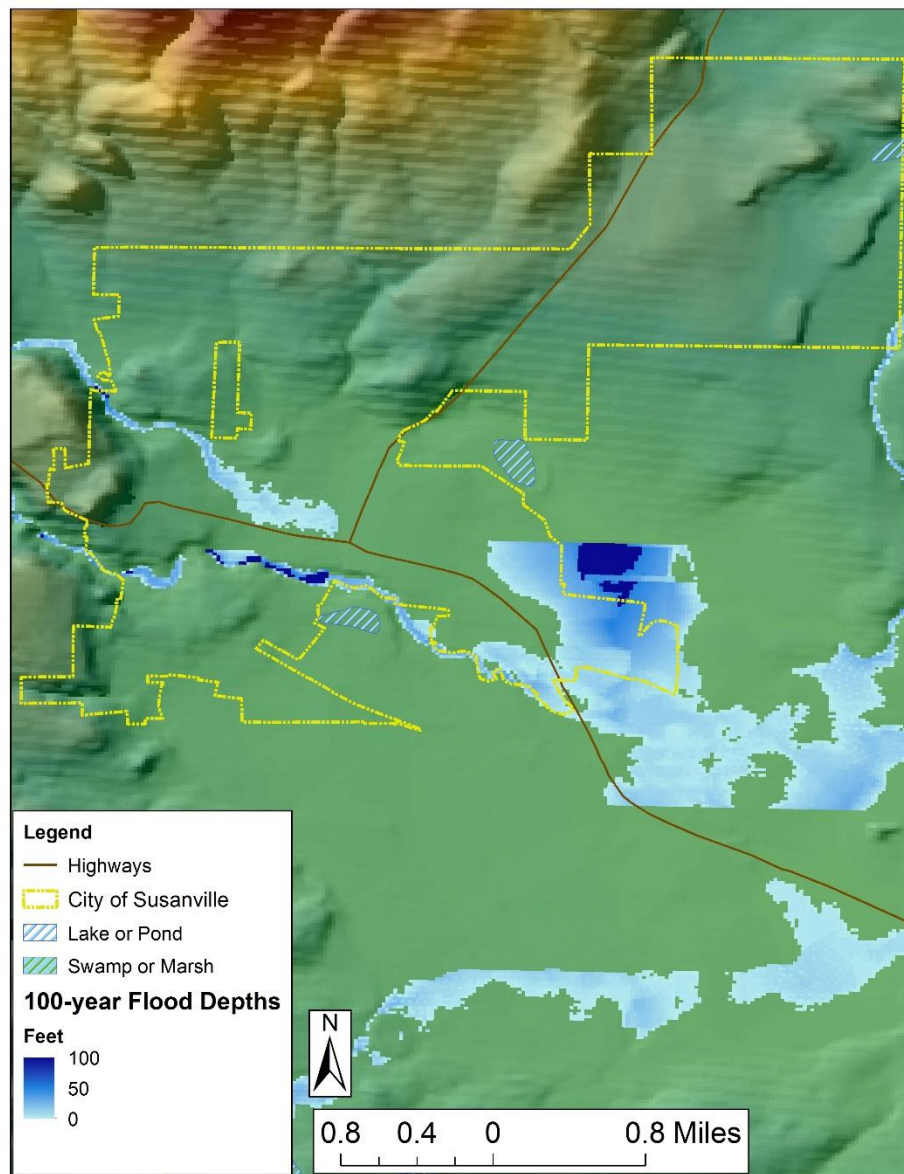 Legend
Highways
City of Susanville
Lake or Pond
Swamp or Marsh
100-year Flood Depths
Feet
100
50
0
N
0.8 0.4 0 0.8 Miles